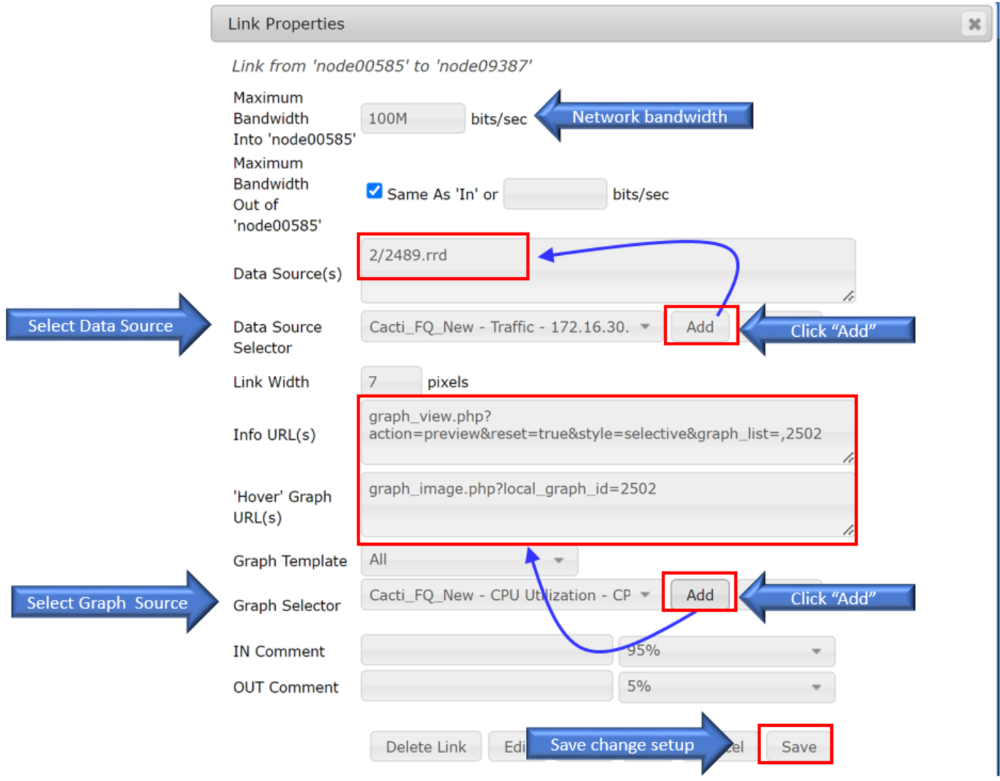 Link Properties
Link from 'node00585' to 'node09387'
Maximum
Bandwidth
Into 'node00585'
100M
bits/sec
Network bandwidth
Maximum
Bandwidth
Out of
'node00585'
Same As 'In' or
bits/sec
Data Source(s)
2/2489.rrd
Select Data Source
Data Source
Selector
Cacti_FQ_New - Traffic - 172.16.30.
Add
Click “Add”
Link Width
7
pixels
Info URL(s)
graph_view.php?
action=preview&reset=true&style=selective&graph_list=,2502
'Hover' Graph
URL(s)
graph_image.php?local_graph_id=2502
Graph Template
All
Select Graph Source
Graph Selector
Cacti_FQ_New - CPU Utilization - CP
Add
Click “Add”
IN Comment
95%
OUT Comment
5%
Delete Link
Save change setup
Save